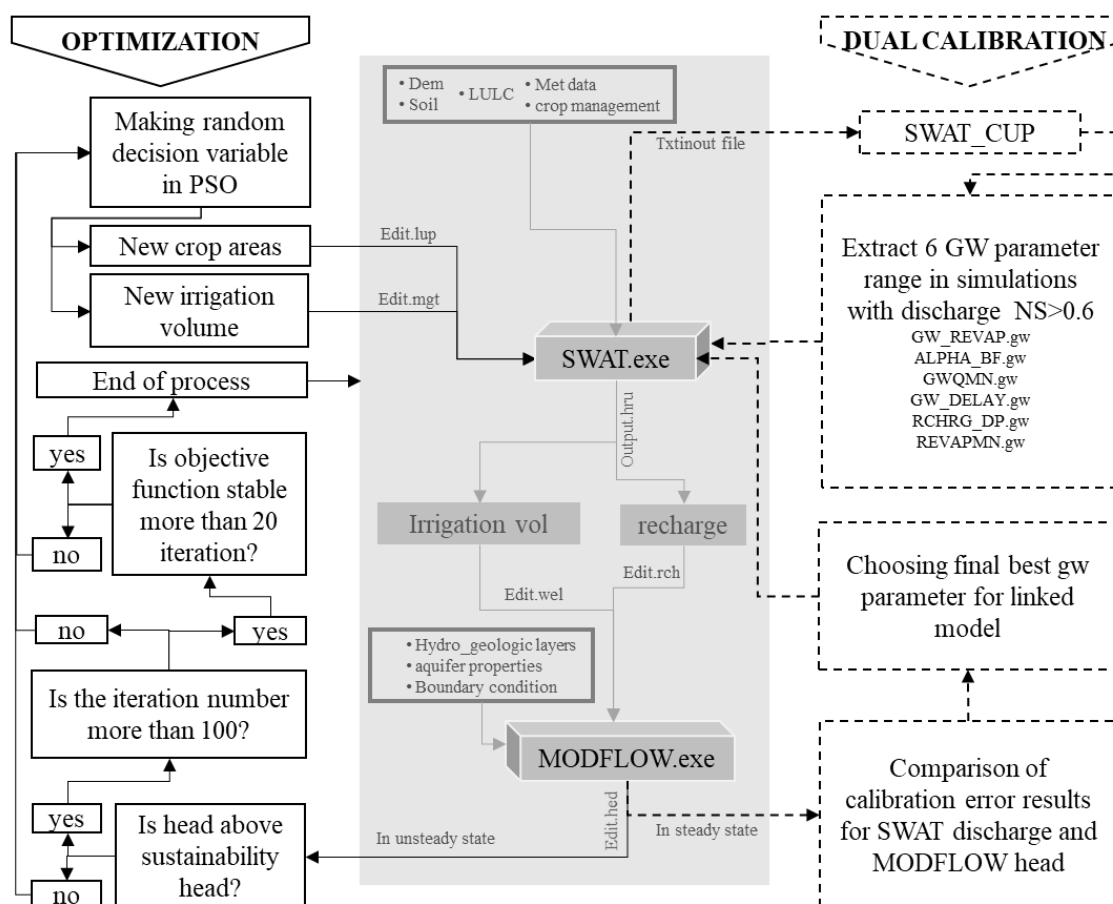 OPTIMIZATION
Making random
decision variable
in PSO
New crop areas
New irrigation
volume
End of process
yes
Is objective
function stable
more than 20
iteration?
no
no
yes
Is the iteration number
more than 100?
yes
Is head above
sustainability
head?
no
• Dem
• Soil
• LULC
• Met data
• crop management
Edit.lup
Edit.mgt
Txtinout file
SWAT.exe
Output.hru
Irrigation vol
recharge
Edit.wel
Edit.rch
• Hydro_geologic layers
• aquifer properties
• Boundary condition
MODFLOW.exe
Edit.hed
In unsteady state
In steady state
DUAL CALIBRATION
SWAT_CUP
Extract 6 GW parameter
range in simulations
with discharge NS>0.6
GW_REVAP.gw
ALPHA_BF.gw
GWQMN.gw
GW_DELAY.gw
RCHRG_DP.gw
REVAPMN.gw
Choosing final best gw
parameter for linked
model
Comparison of
calibration error results
for SWAT discharge and
MODFLOW head